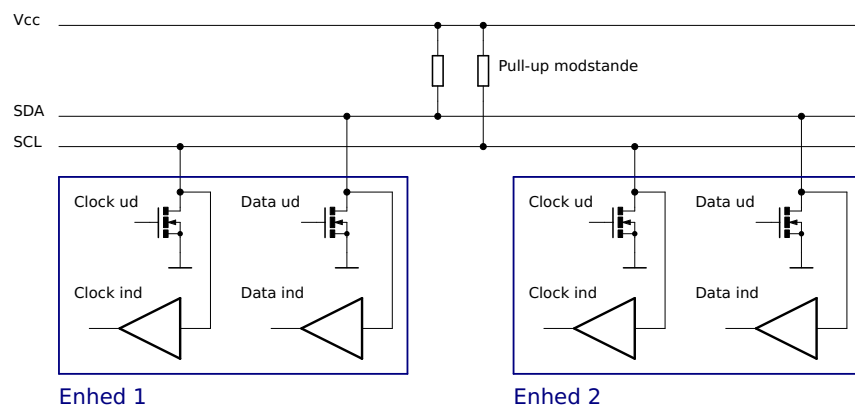 Vcc
Pull-up modstande
SDA
SCL
Clock ud
Data ud
Clock ind
Data ind
Enhed 1
Clock ud
Data ud
Clock ind
Data ind
Enhed 2